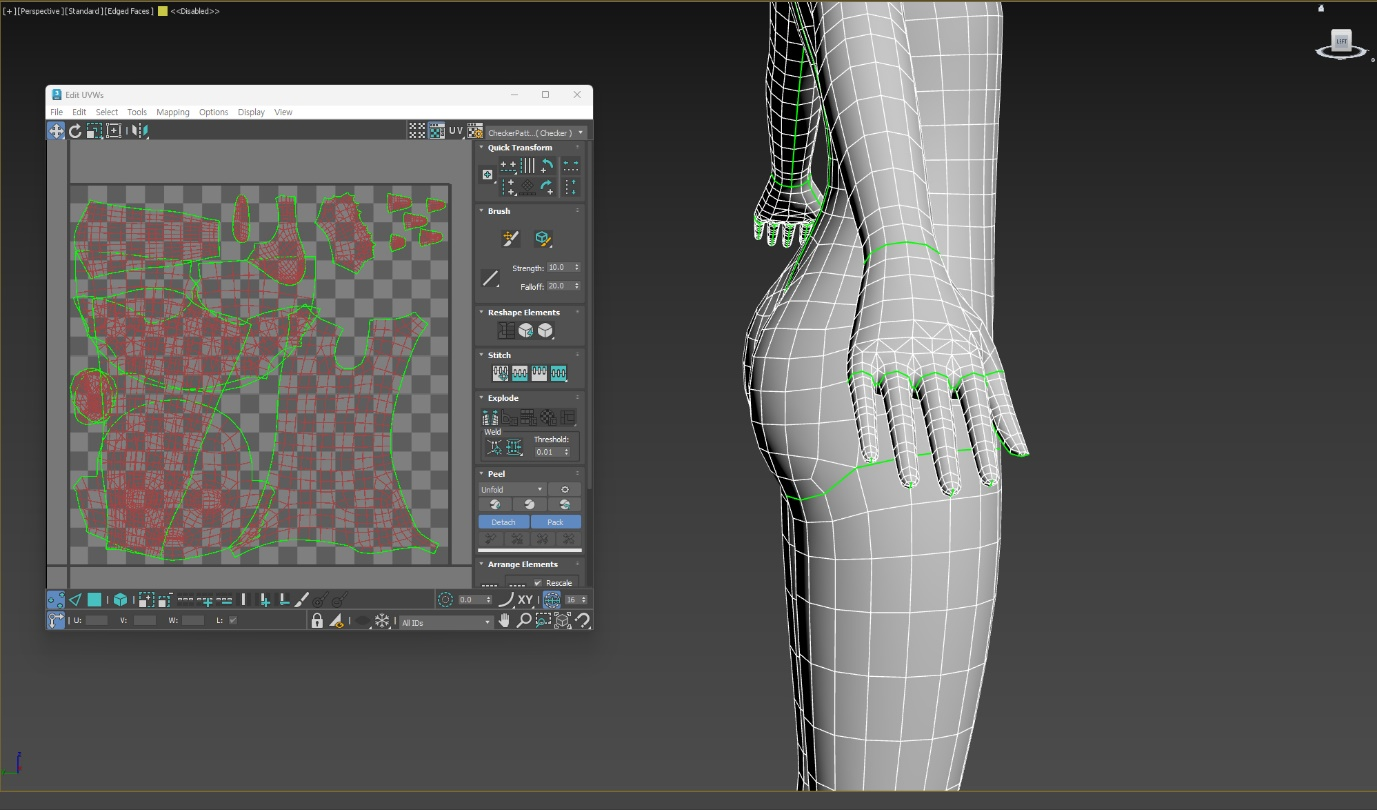 [+][Perspective][Standard][Edged Faces] <<Disabled>>
LEFT
3 Edit UVWs
File Edit Select Tools Mapping Options Display View
UV CheckerPatt...( Checker )
Quick Transform
Brush
Strength: 10.0
Falloff: 20.0
Reshape Elements
Stitch
Explode
Weld
Threshold:
0.01
Peel
Unfold
Detach Pack
Arrange Elements
Rescale
0.0 XY 16
U: V: W: L: All IDs
z